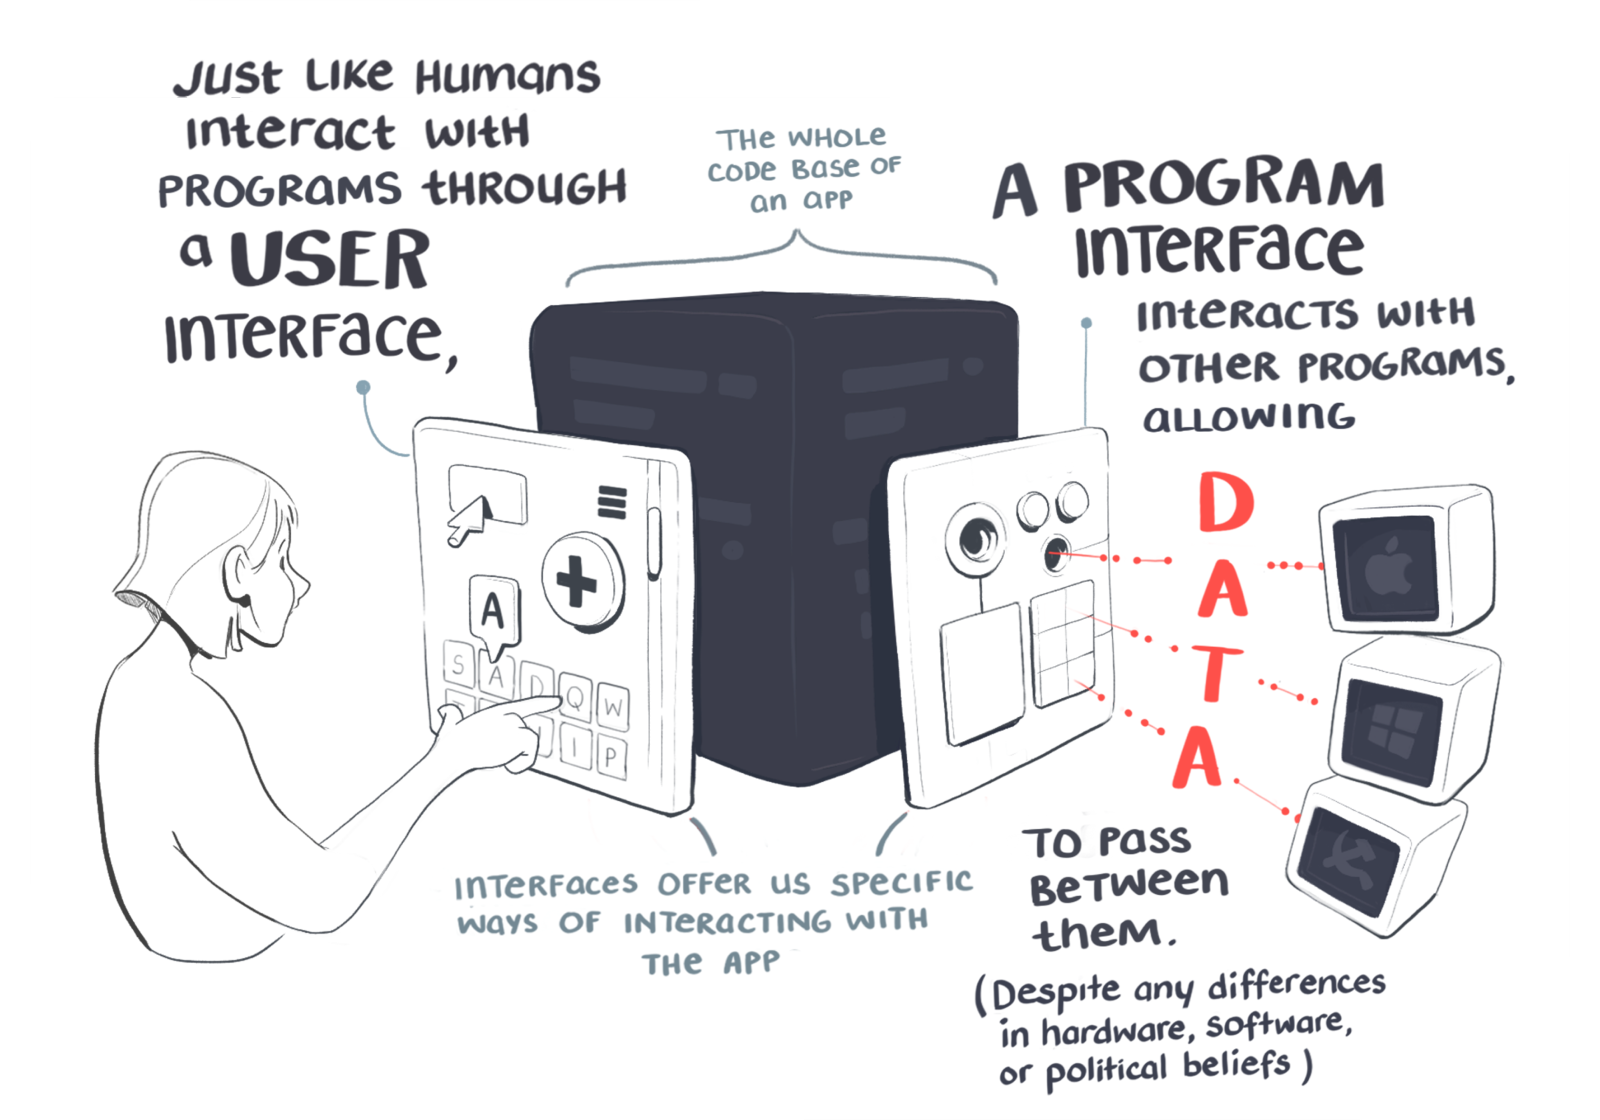 Just Like Humans
interact with
programs through
a USER
interface,
The whole
code base of
an app
A PROGRAM
interface
interacts with
other programs,
allowing
D
A
T
A
to pass
between
them.
(Despite any differences
in hardware, software,
or political beliefs)
Interfaces offer us specific
ways of interacting with
the app
A
S A D Q W
I P